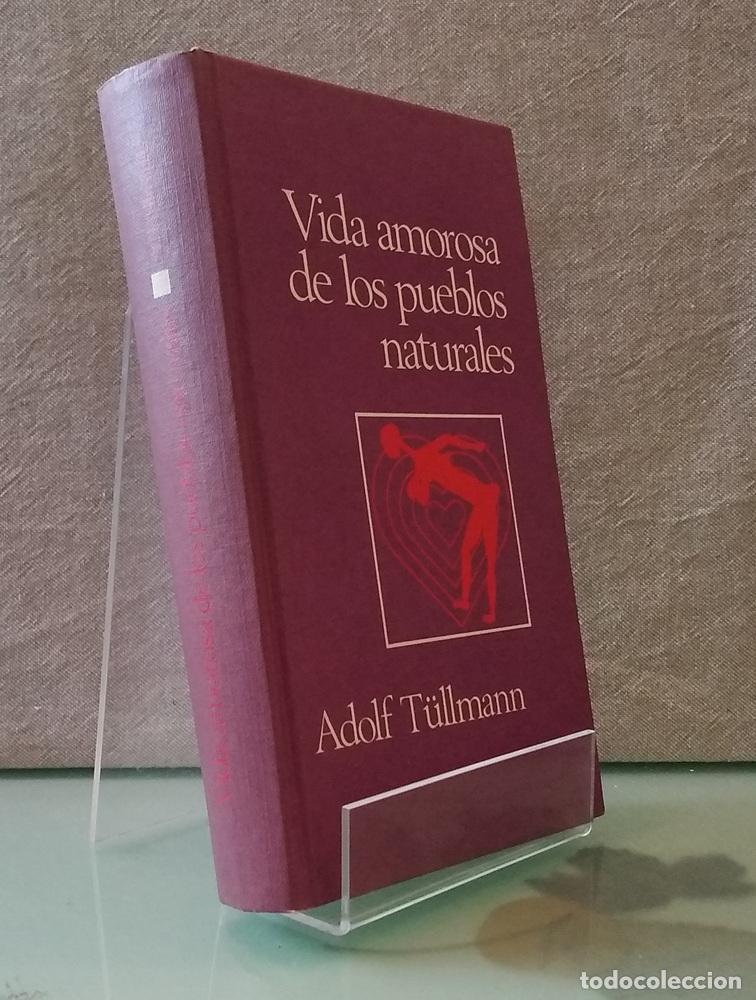 Vida amorosa
de los pueblos
naturales
Adolf Tüllmann
Vida amorosa de los pueblos naturales
todocoleccion